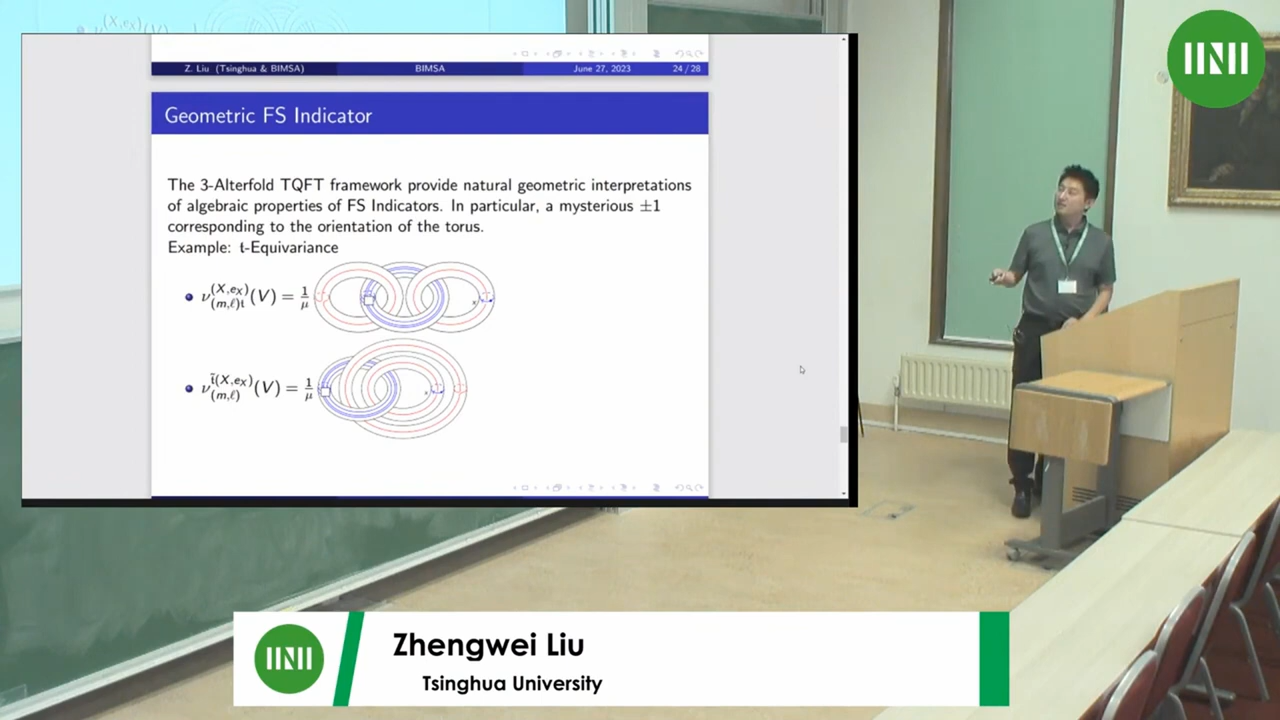 Z. Liu (Tsinghua & BIMSA) BIMSA June 27, 2023 24 / 28
Geometric FS Indicator
The 3-Alterfold TQFT framework provide natural geometric interpretations
of algebraic properties of FS Indicators. In particular, a mysterious ±1
corresponding to the orientation of the torus.
Example: 𝔱-Equivariance
ν_{(m,ℓ)𝔱}^{(X,e_X)}(V) = 1/μ
ν_{(m,ℓ)}^{𝔱̃(X,e_X)}(V) = 1/μ
Zhengwei Liu
Tsinghua University